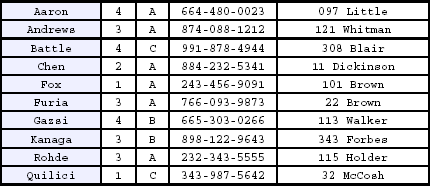 Aaron 4 A 664-480-0023 097 Little
Andrews 3 A 874-088-1212 121 Whitman
Battle 4 C 991-878-4944 308 Blair
Chen 2 A 884-232-5341 11 Dickinson
Fox 1 A 243-456-9091 101 Brown
Furia 3 A 766-093-9873 22 Brown
Gazsi 4 B 665-303-0266 113 Walker
Kanaga 3 B 898-122-9643 343 Forbes
Rohde 3 A 232-343-5555 115 Holder
Quilici 1 C 343-987-5642 32 McCosh